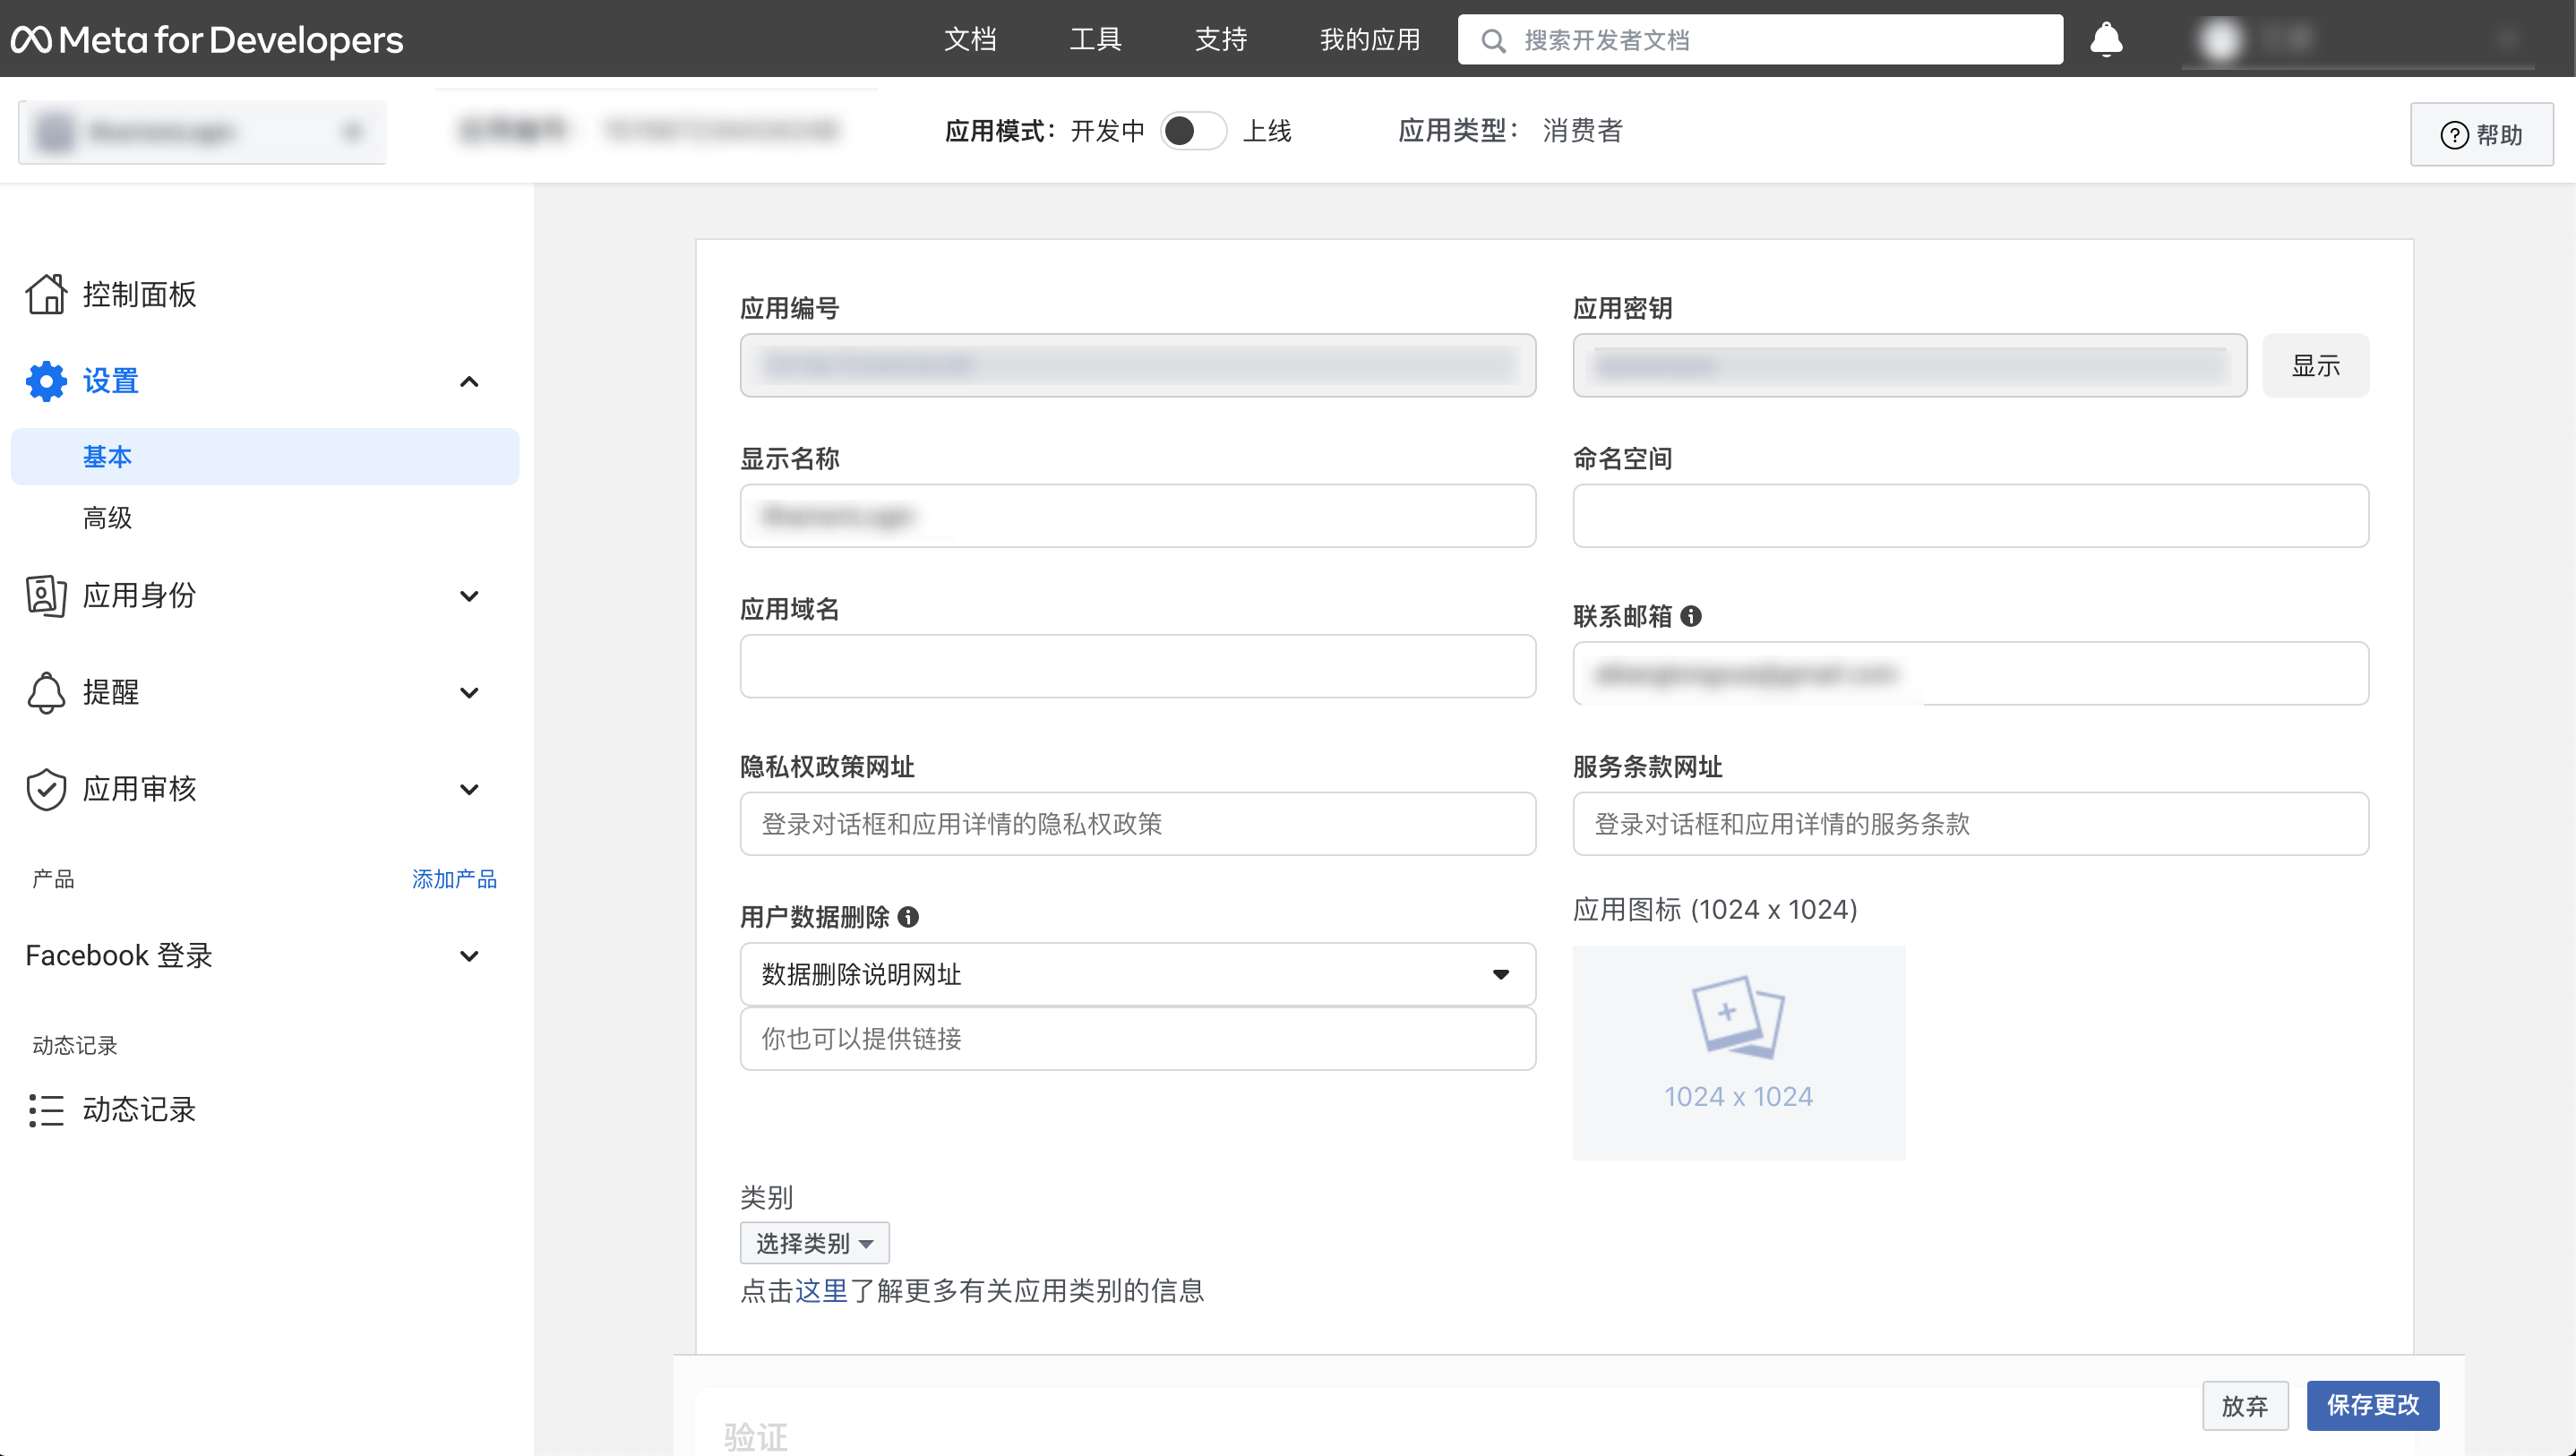 Meta for Developers
文档
工具
支持
我的应用
搜索开发者文档
应用模式：开发中 上线
应用类型： 消费者
帮助
控制面板
设置
基本
高级
应用身份
提醒
应用审核
产品
添加产品
Facebook 登录
动态记录
动态记录
应用编号
应用密钥
显示
显示名称
命名空间
应用域名
联系邮箱
隐私权政策网址
登录对话框和应用详情的隐私权政策
服务条款网址
登录对话框和应用详情的服务条款
用户数据删除
数据删除说明网址
你也可以提供链接
应用图标 (1024 x 1024)
1024 x 1024
类别
选择类别
点击这里了解更多有关应用类别的信息
验证
放弃
保存更改